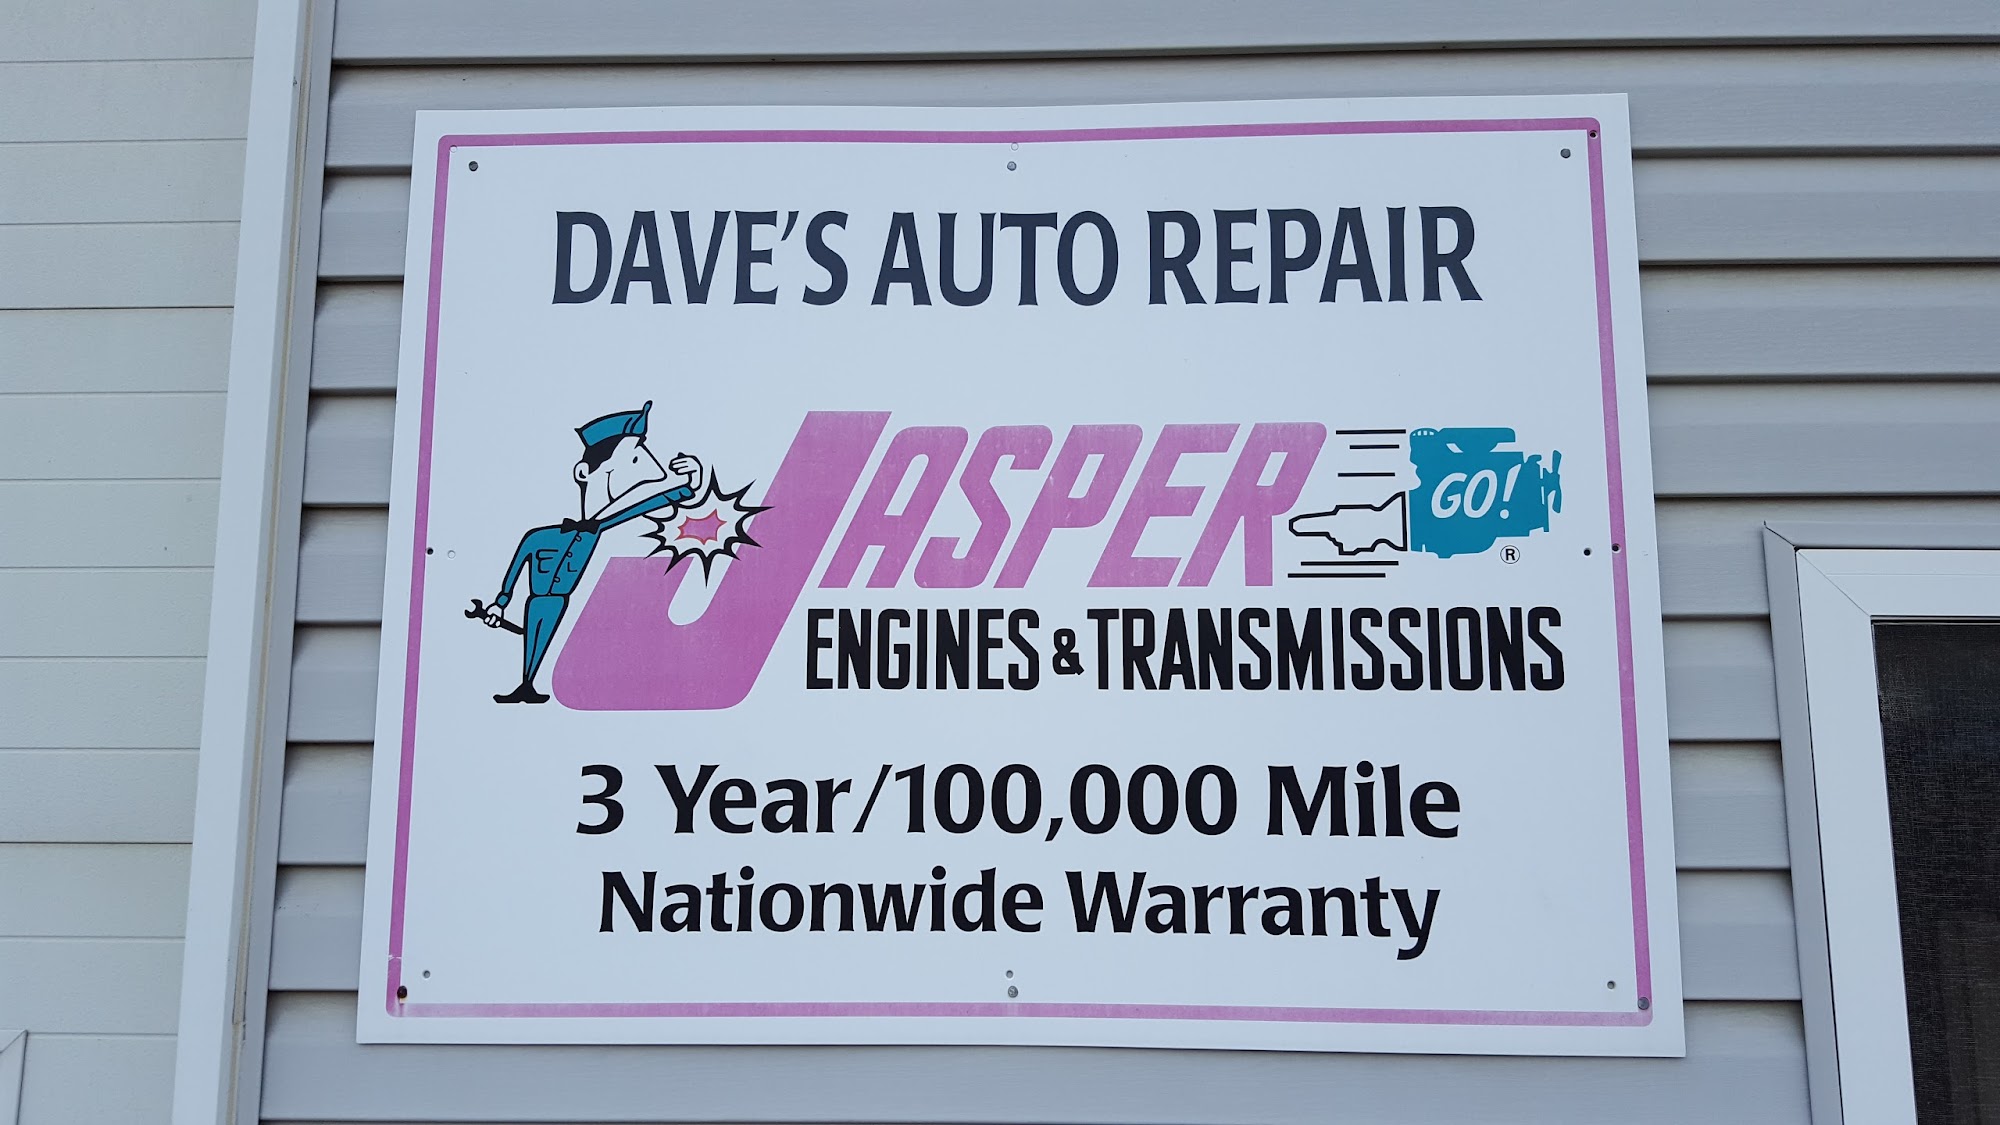 DAVE'S AUTO REPAIR
JASPER
GO!
®
ENGINES & TRANSMISSIONS
3 Year/100,000 Mile
Nationwide Warranty